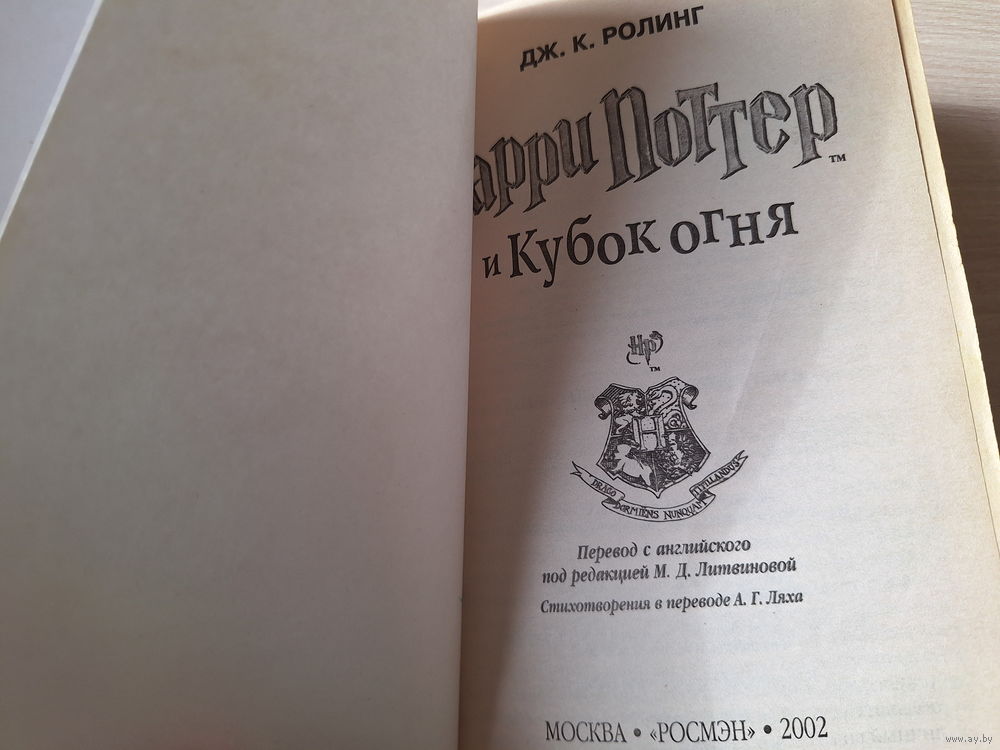 ДЖ. К. РОЛИНГ
арри Поттер™
и Кубок огня
Hp™
DRACO DORMIENS NUNQUAM TITILLANDUS
Перевод с английского
под редакцией М. Д. Литвиновой
Стихотворения в переводе А. Г. Ляха
МОСКВА • «РОСМЭН» • 2002
www.ay.by